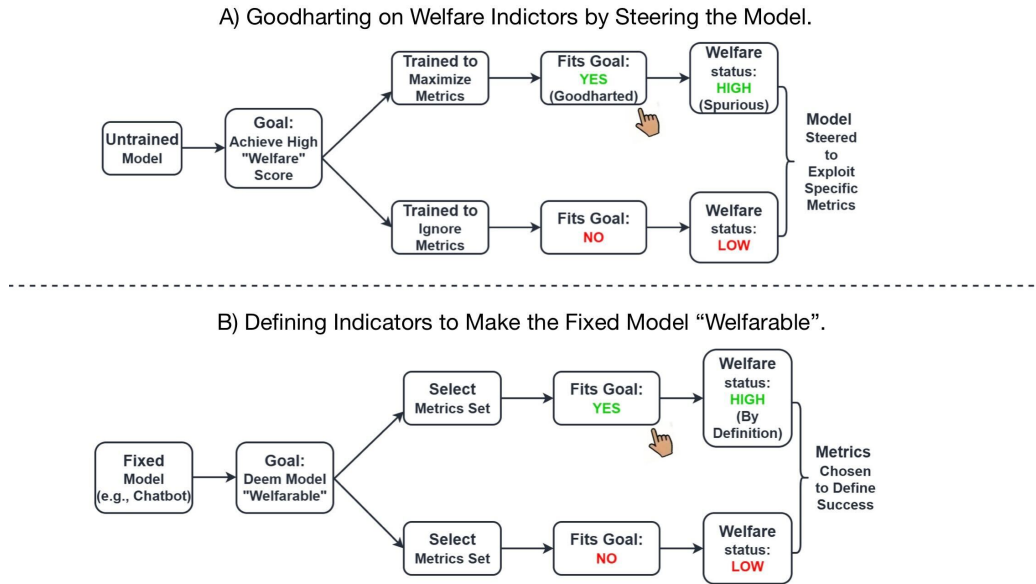 A) Goodharting on Welfare Indictors by Steering the Model.
Untrained
Model
Goal:
Achieve High
"Welfare"
Score
Trained to
Maximize
Metrics
Fits Goal:
YES
(Goodharted)
Welfare
status:
HIGH
(Spurious)
Trained to
Ignore
Metrics
Fits Goal:
NO
Welfare
status:
LOW
Model
Steered
to
Exploit
Specific
Metrics
B) Defining Indicators to Make the Fixed Model “Welfarable”.
Fixed
Model
(e.g., Chatbot)
Goal:
Deem Model
"Welfarable"
Select
Metrics Set
Fits Goal:
YES
Welfare
status:
HIGH
(By
Definition)
Select
Metrics Set
Fits Goal:
NO
Welfare
status:
LOW
Metrics
Chosen
to Define
Success